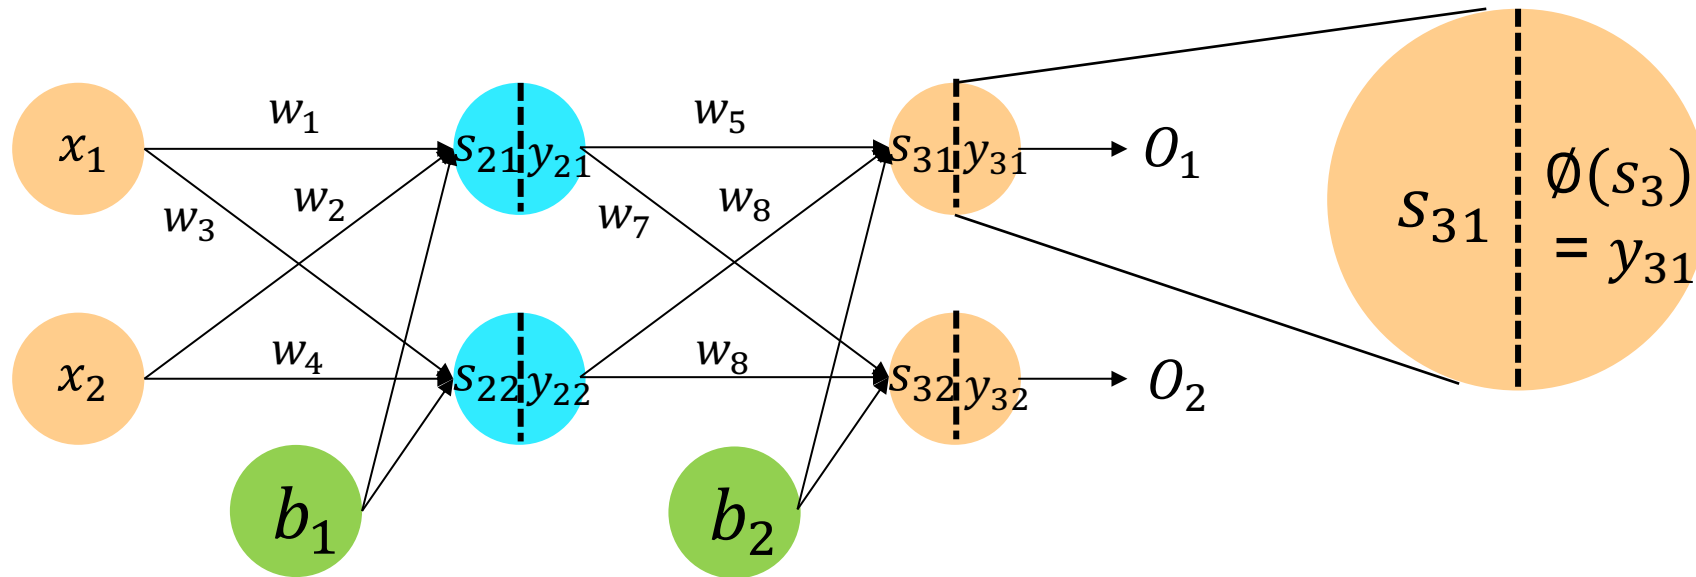 x₁
w₁
w₂
w₃
x₂
w₄
b₁
s₂₁ y₂₁
s₂₂ y₂₂
w₅
w₈
w₇
w₈
b₂
s₃₁ y₃₁
s₃₂ y₃₂
O₁
O₂
s₃₁
∅(s₃)
= y₃₁